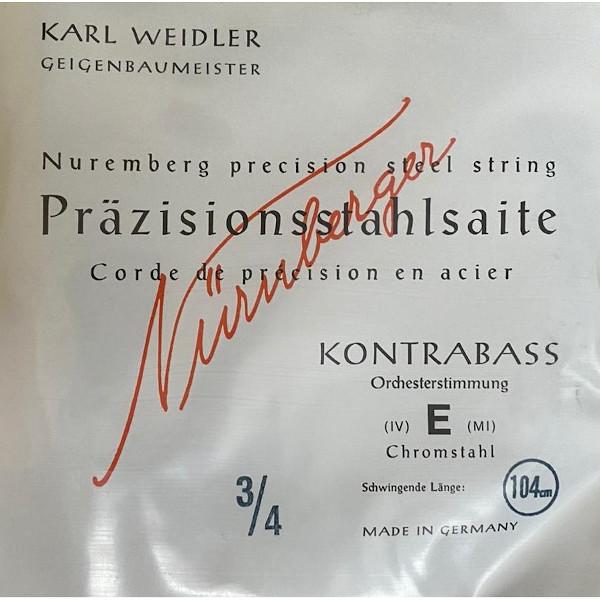 KARL WEIDLER
GEIGENBAUMEISTER
Nuremberg precision steel string
Präzisionsstahlsaite
Corde de précision en acier
Nürnberger
KONTRABASS
Orchesterstimmung
(IV) E (MI)
Chromstahl
3/4
Schwingende Länge: 104cm
MADE IN GERMANY